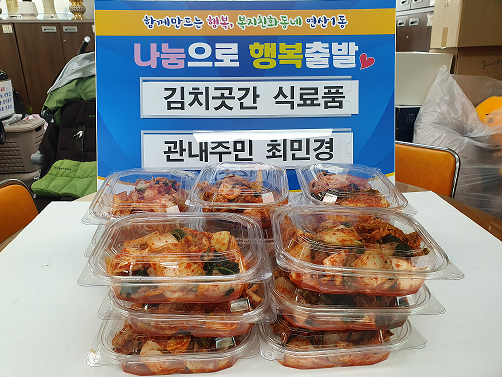 함께만드는 행복, 복지친화동네 연산1동
나눔으로 행복출발
김치곳간 식료품
관내주민 최민경